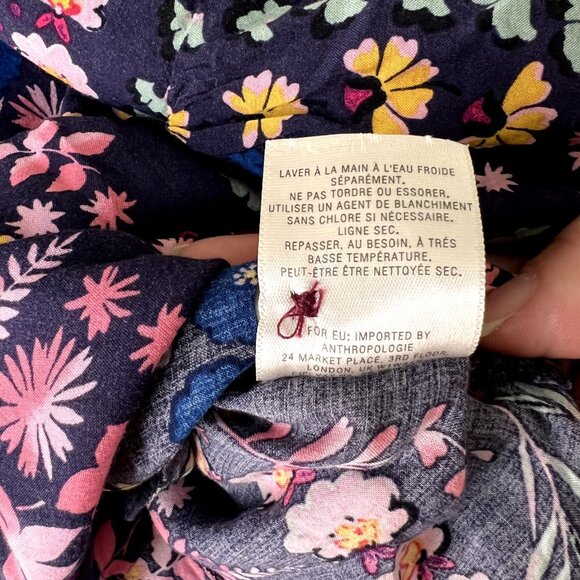 LAVER À LA MAIN À L'EAU FROIDE
SÉPARÉMENT.
NE PAS TORDRE OU ESSORER.
UTILISER UN AGENT DE BLANCHIMENT
SANS CHLORE SI NÉCESSAIRE.
LIGNE SEC.
REPASSER, AU BESOIN, À TRÉS
BASSE TEMPÉRATURE.
PEUT-ÊTRE ÊTRE NETTOYÉE SEC.
FOR EU: IMPORTED BY
ANTHROPOLOGIE
24 MARKET PLACE, 3RD FLOOR,
LONDON,